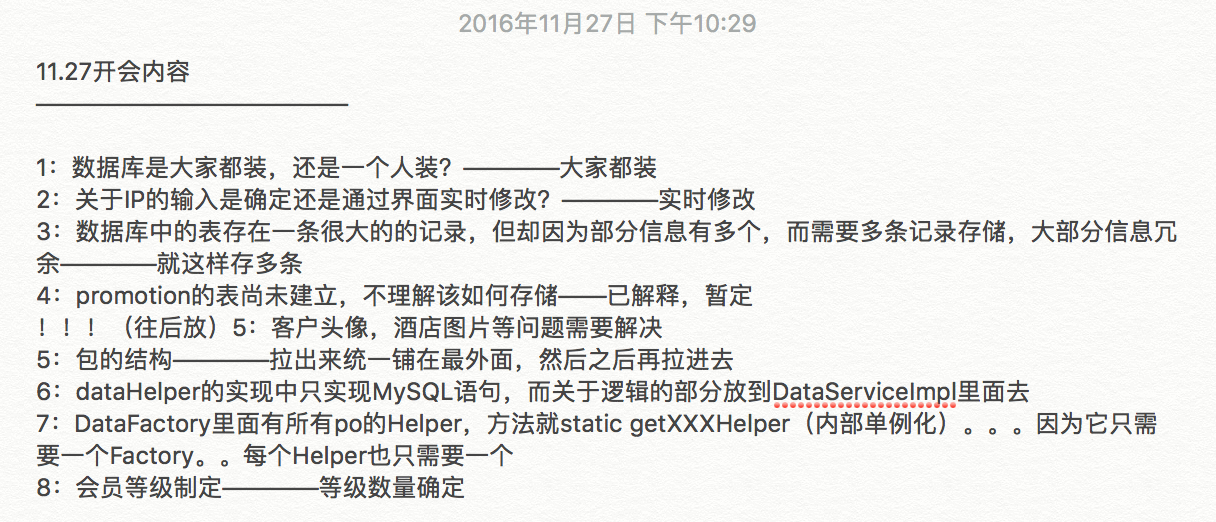 2016年11月27日 下午10:29
11.27开会内容
—————————————
1：数据库是大家都装，还是一个人装？————大家都装
2：关于IP的输入是确定还是通过界面实时修改？————实时修改
3：数据库中的表存在一条很大的的记录，但却因为部分信息有多个，而需要多条记录存储，大部分信息冗
余————就这样存多条
4：promotion的表尚未建立，不理解该如何存储——已解释，暂定
！！！（往后放）5：客户头像，酒店图片等问题需要解决
5：包的结构————拉出来统一铺在最外面，然后之后再拉进去
6：dataHelper的实现中只实现MySQL语句，而关于逻辑的部分放到DataServiceImpl里面去
7：DataFactory里面有所有po的Helper，方法就static getXXXHelper（内部单例化）。。。因为它只需
要一个Factory。。每个Helper也只需要一个
8：会员等级制定————等级数量确定